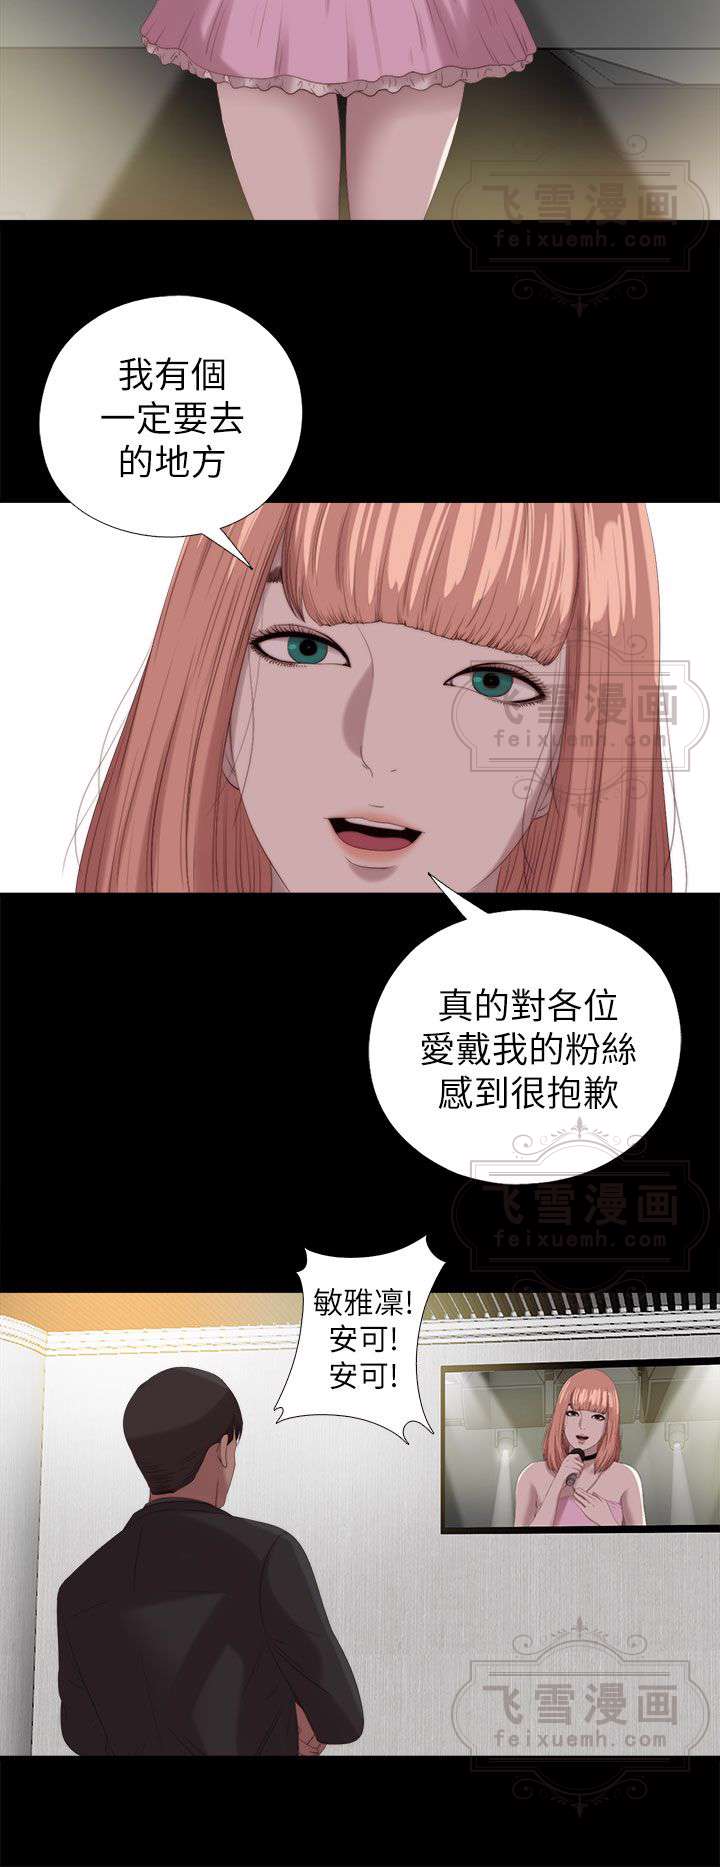 飞雪漫画
feixuemh.com
我有個
一定要去
的地方
飞雪漫画
feixuemh.com
真的對各位
愛戴我的粉絲
感到很抱歉
飞雪漫画
feixuemh.com
敏雅凜!
安可!
安可!
飞雪漫画
feixuemh.com